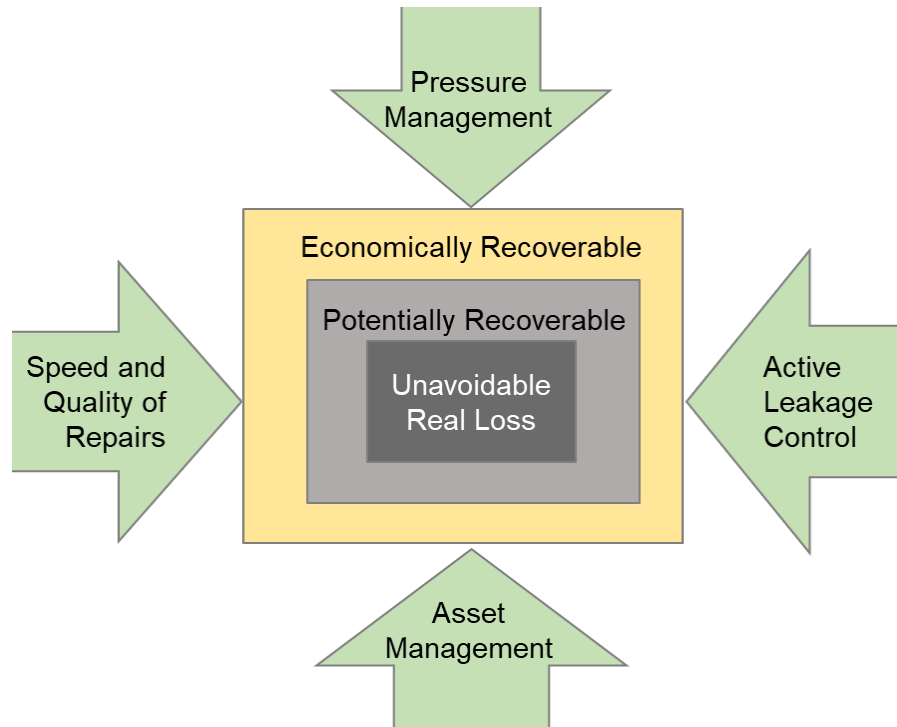 Pressure
Management
Economically Recoverable
Potentially Recoverable
Unavoidable
Real Loss
Speed and
Quality of
Repairs
Active
Leakage
Control
Asset
Management